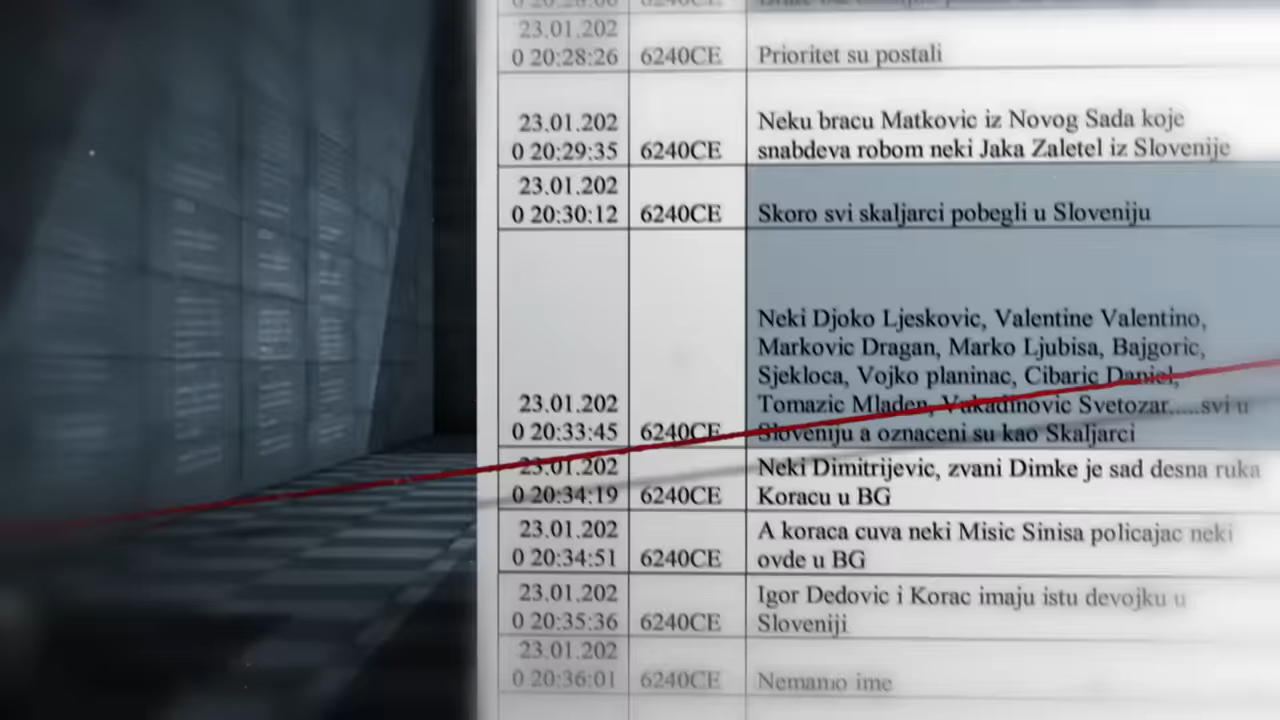 23.01.202
0 20:28:26 6240CE Prioritet su postali
23.01.202 Neku bracu Matkovic iz Novog Sada koje
0 20:29:35 6240CE snabdeva robom neki Jaka Zaletel iz Slovenije
23.01.202
0 20:30:12 6240CE Skoro svi skaljarci pobegli u Sloveniju
Neki Djoko Ljeskovic, Valentine Valentino,
Markovic Dragan, Marko Ljubisa, Bajgoric,
Sjekloca, Vojko planinac, Cibaric Daniel,
23.01.202 Tomazic Mladen, Vukadinovic Svetozar.....svi u
0 20:33:45 6240CE Sloveniju a oznaceni su kao Skaljarci
23.01.202 Neki Dimitrijevic, zvani Dimke je sad desna ruka
0 20:34:19 6240CE Koracu u BG
23.01.202 A koraca cuva neki Misic Sinisa policajac neki
0 20:34:51 6240CE ovde u BG
23.01.202 Igor Dedovic i Korac imaju istu devojku u
0 20:35:36 6240CE Sloveniji
23.01.202
0 20:36:01 6240CE Nemamo ime